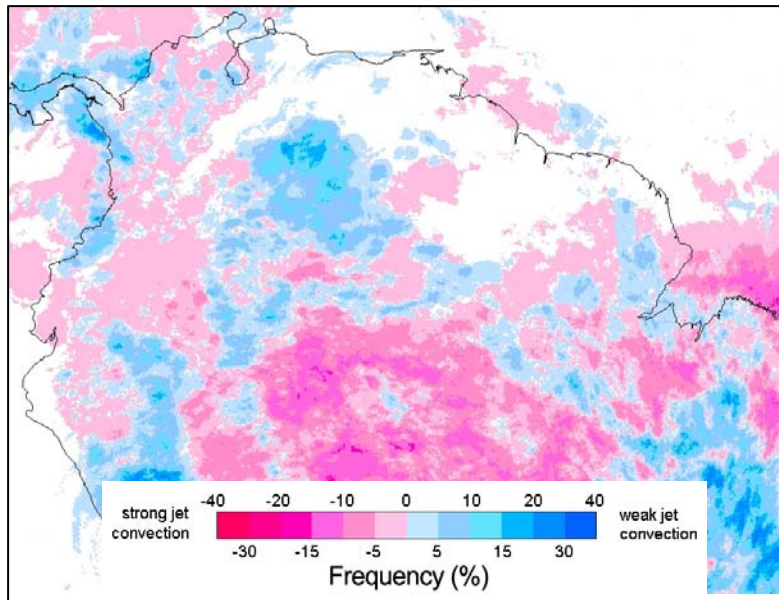 -40 -20 -10 0 10 20 40
strong jet convection
weak jet convection
-30 -15 -5 5 15 30
Frequency (%)